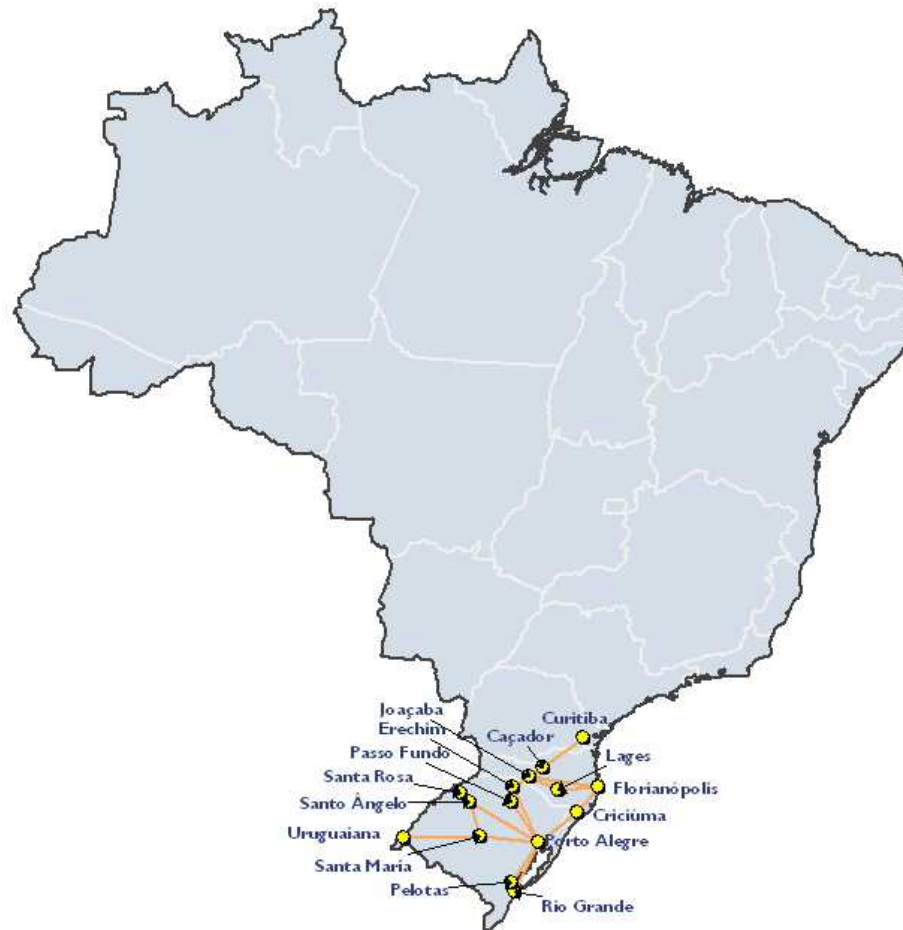 Joaçaba
Curitiba
Erechim
Caçador
Passo Fundo
Lages
Santa Rosa
Florianópolis
Santo Ângelo
Criciúma
Uruguaiana
Porto Alegre
Santa Maria
Pelotas
Rio Grande